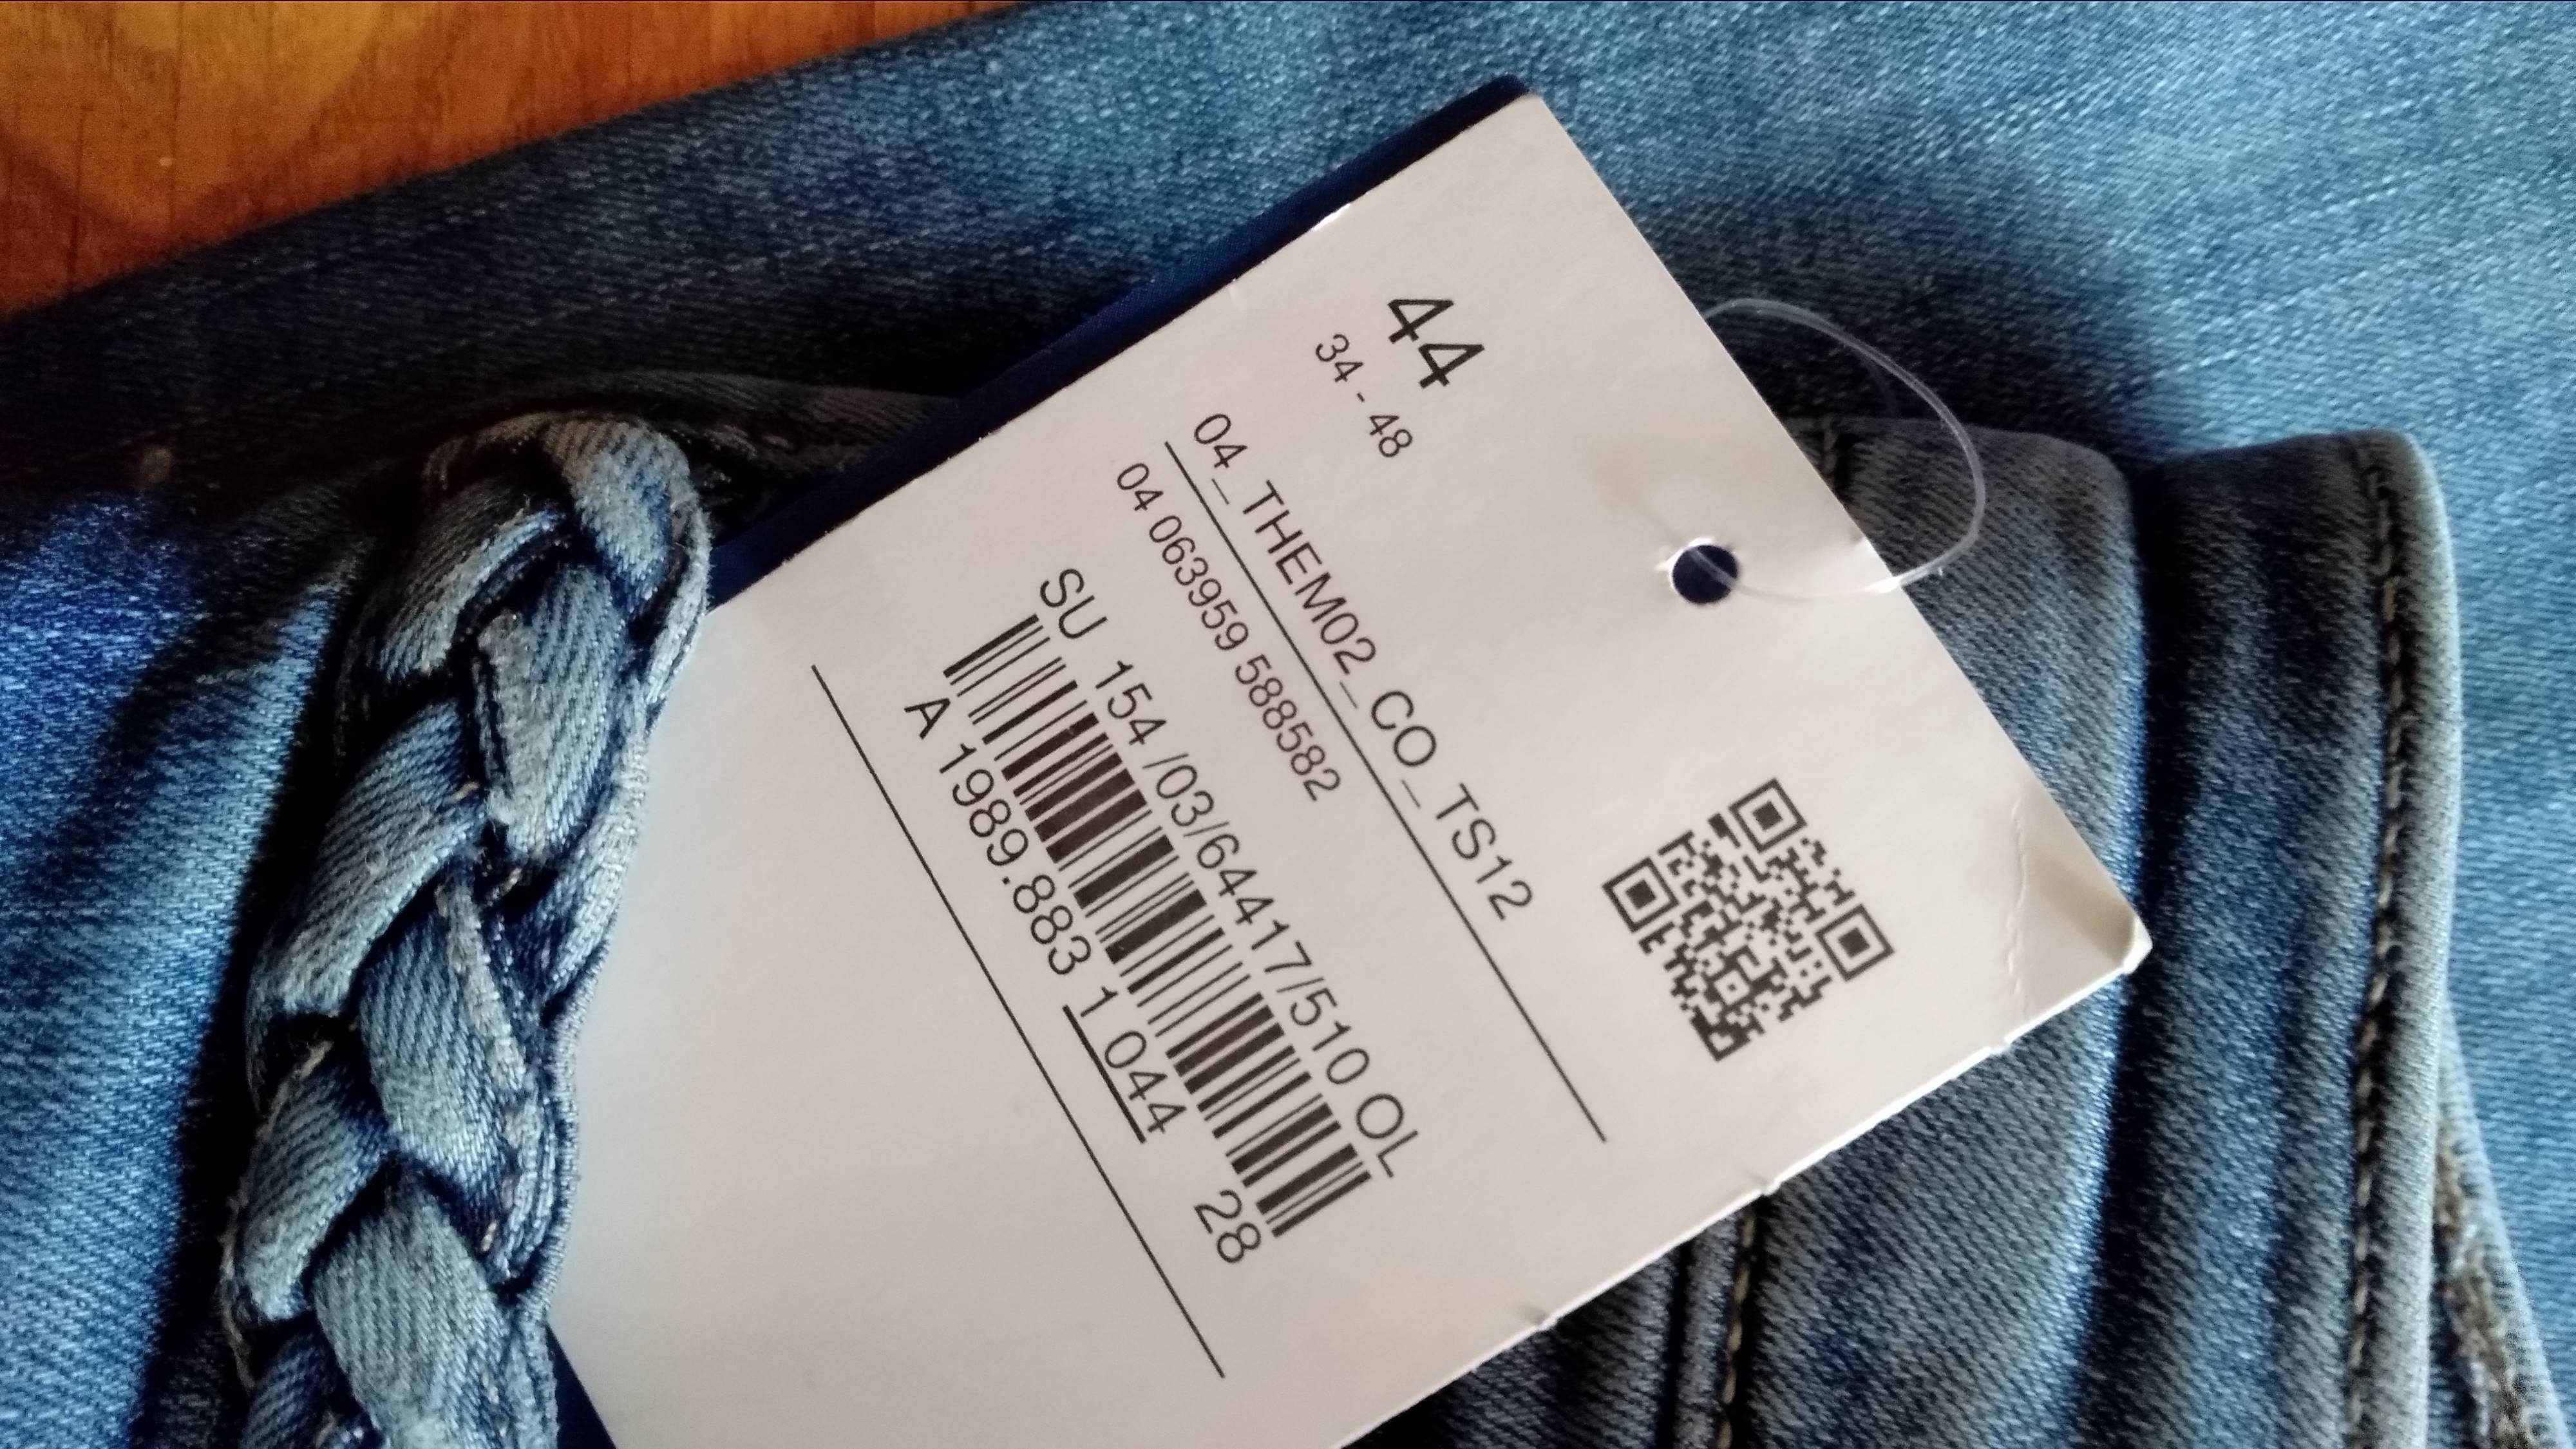 44
34 - 48
04_THEM02_CO_TS12
04 063959 588582
SU 154 /03/64417/510 OL
A 1989.883 1 044 28